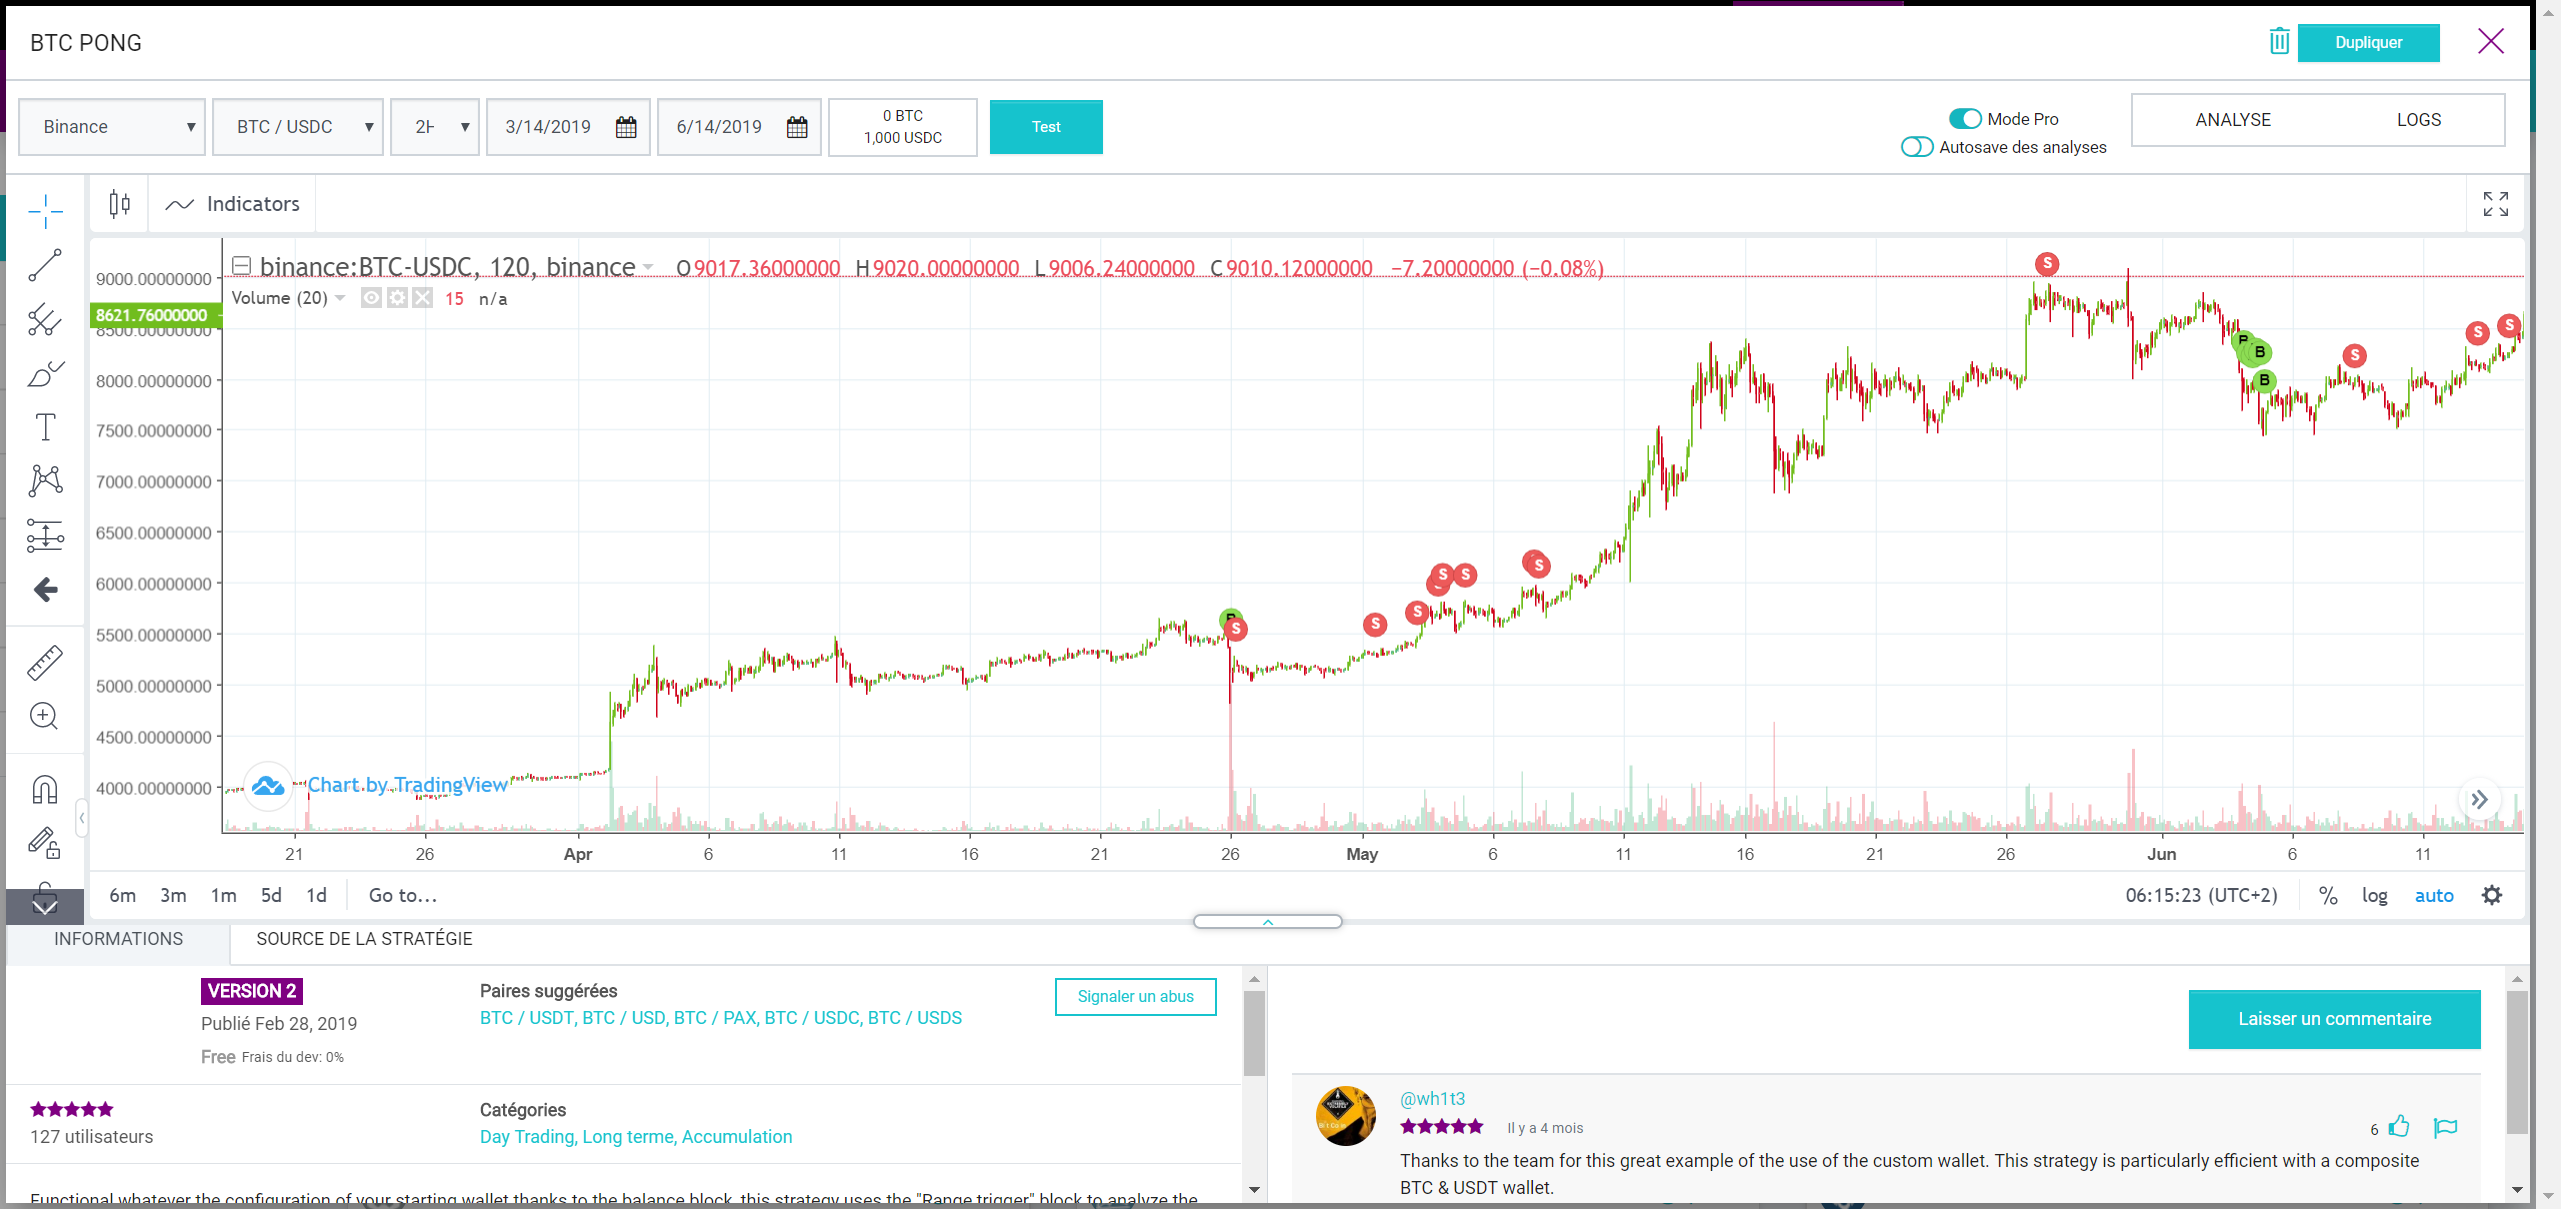 BTC PONG
Dupliquer
Binance
BTC / USDC
2H
3/14/2019
6/14/2019
0 BTC
1,000 USDC
Test
Mode Pro
Autosave des analyses
ANALYSE
LOGS
Indicators
binance:BTC-USDC, 120, binance
O 9017.36000000 H 9020.00000000 L 9006.24000000 C 9010.12000000 −7.20000000 (−0.08%)
Volume (20)
15 n/a
9000.00000000
8621.76000000
8500.00000000
8000.00000000
7500.00000000
7000.00000000
6500.00000000
6000.00000000
5500.00000000
5000.00000000
4500.00000000
4000.00000000
B
S
S
S
S
S
S
S
B
B
B
S
S
S
Chart by TradingView
21 26 Apr 6 11 16 21 26 May 6 11 16 21 26 Jun 6 11
6m 3m 1m 5d 1d Go to...
06:15:23 (UTC+2) % log auto
INFORMATIONS
SOURCE DE LA STRATÉGIE
VERSION 2
Publié Feb 28, 2019
Free Frais du dev: 0%
Paires suggérées
BTC / USDT, BTC / USD, BTC / PAX, BTC / USDC, BTC / USDS
Signaler un abus
127 utilisateurs
Catégories
Day Trading, Long terme, Accumulation
Functional whatever the configuration of your starting wallet thanks to the balance block, this strategy uses the "Range trigger" block to analyze the
Laisser un commentaire
@wh1t3
Il y a 4 mois
6
Thanks to the team for this great example of the use of the custom wallet. This strategy is particularly efficient with a composite
BTC & USDT wallet.